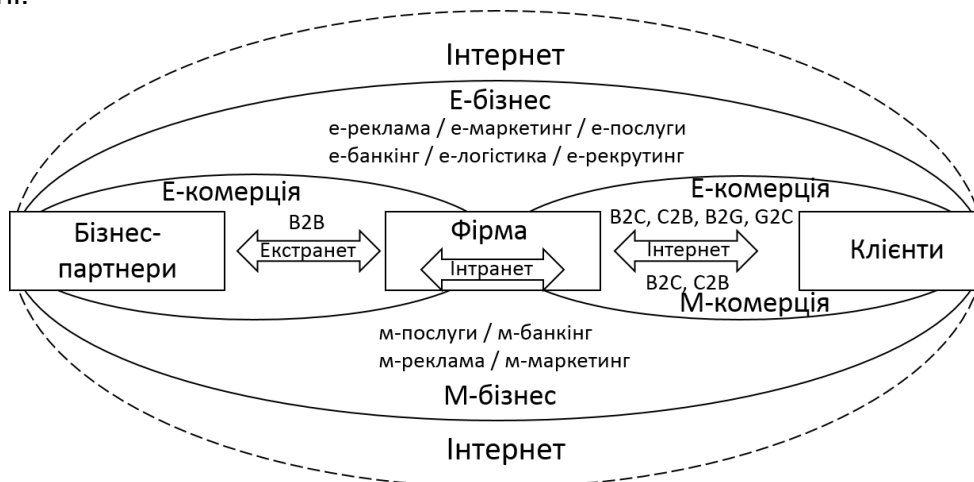 Інтернет
Е-бізнес
е-реклама / е-маркетинг / е-послуги
е-банкінг / е-логістика / е-рекрутинг
Е-комерція
Е-комерція
Бізнес-
партнери
B2B
Екстранет
Фірма
Інтранет
B2C, C2B, B2G, G2C
Інтернет
B2C, C2B
Клієнти
М-комерція
м-послуги / м-банкінг
м-реклама / м-маркетинг
М-бізнес
Інтернет